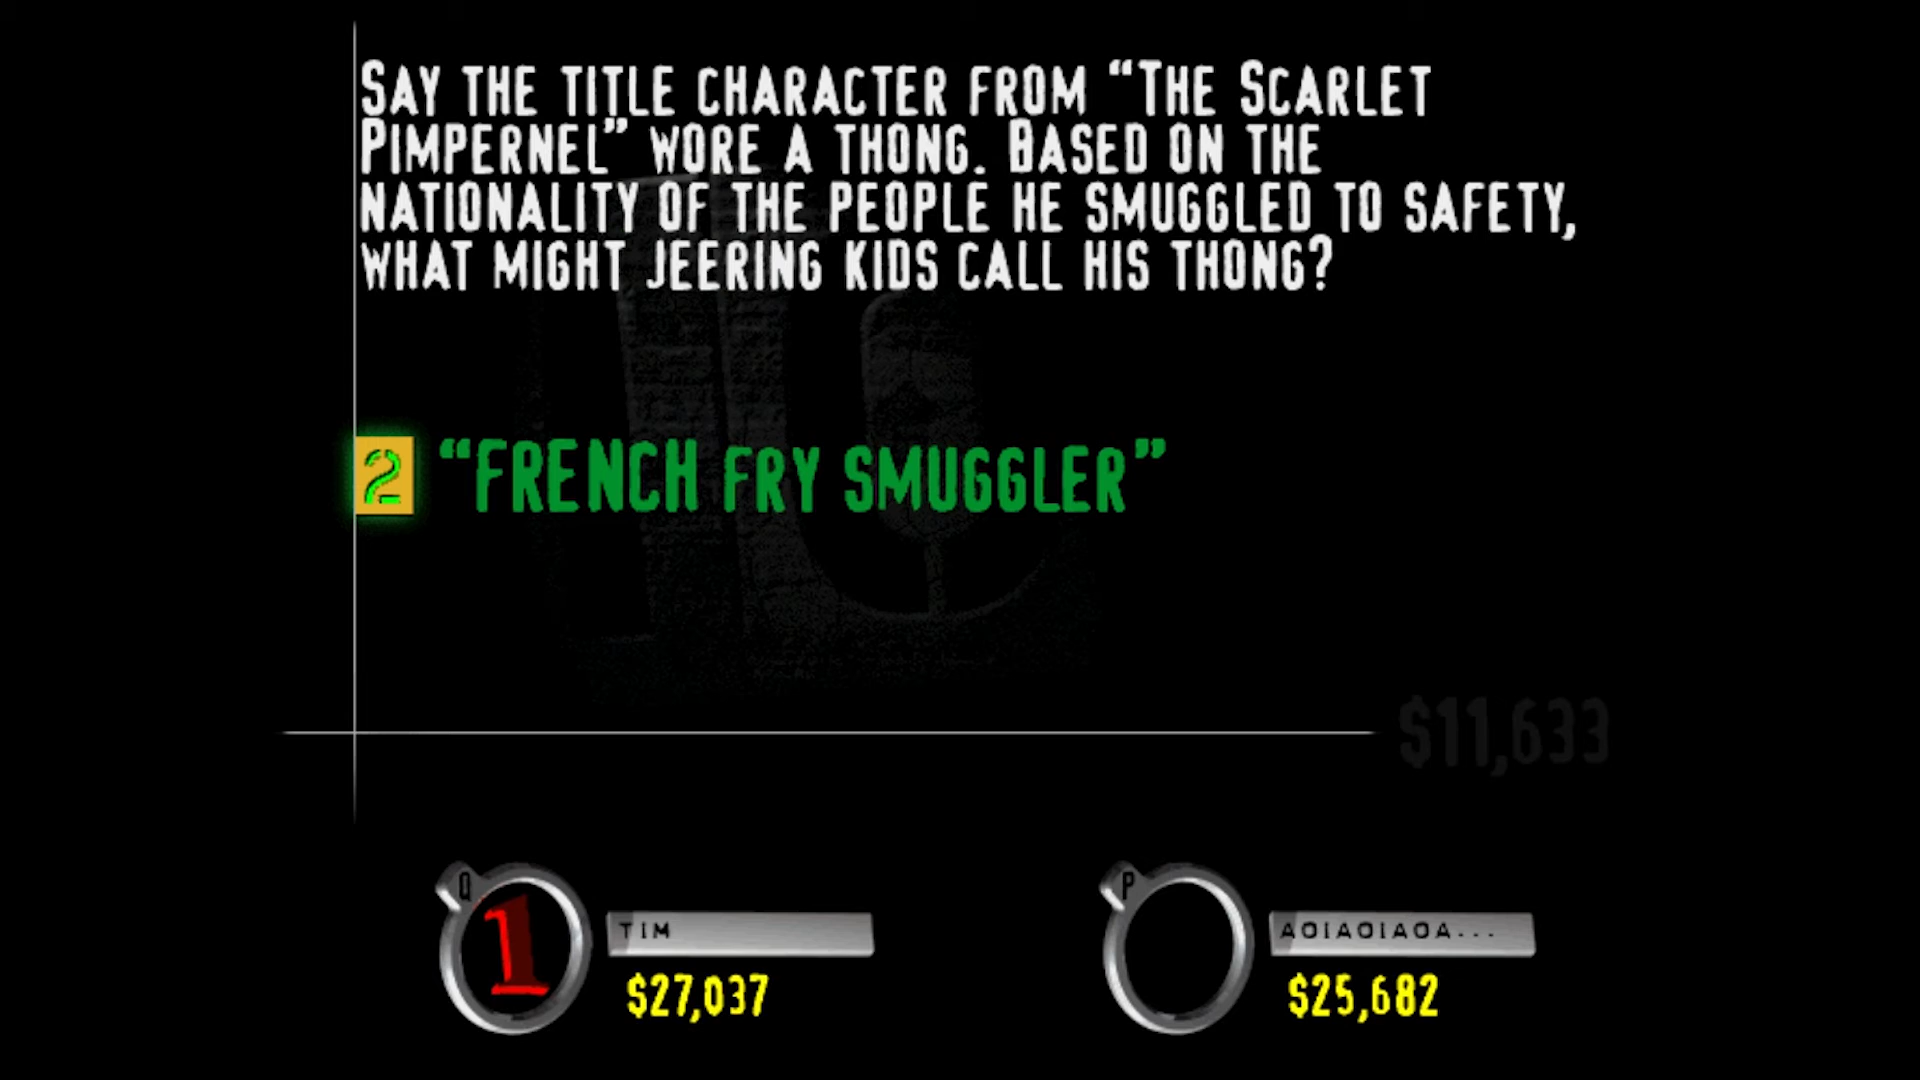 SAY THE TITLE CHARACTER FROM “THE SCARLET
PIMPERNEL” WORE A THONG. BASED ON THE
NATIONALITY OF THE PEOPLE HE SMUGGLED TO SAFETY,
WHAT MIGHT JEERING KIDS CALL HIS THONG?
2 “FRENCH FRY SMUGGLER”
$11,633
Q
1
TIM
$27,037
P
AOIAOIAOA...
$25,682